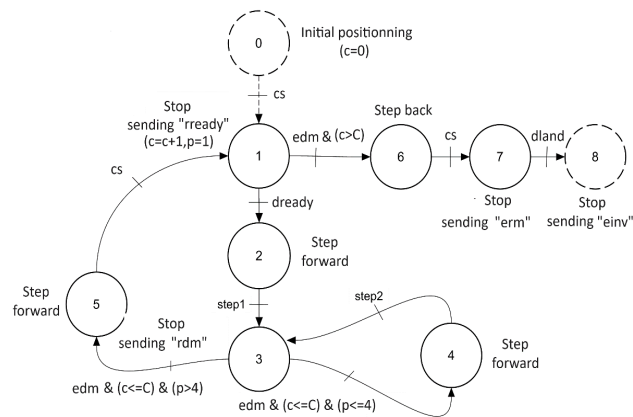 0
Initial positionning
(c=0)
cs
Stop
sending "rready"
(c=c+1,p=1)
1
edm & (c>C)
Step back
6
cs
7
dland
8
Stop
sending "erm"
Stop
sending "einv"
cs
dready
2
Step
forward
step1
5
Step
forward
Stop
sending "rdm"
3
step2
4
Step
forward
edm & (c<=C) & (p>4)
edm & (c<=C) & (p<=4)